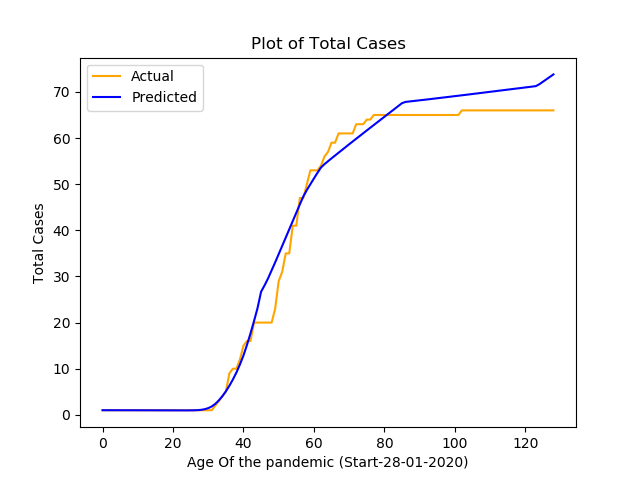 Plot of Total Cases
Actual
Predicted
Total Cases
70
60
50
40
30
20
10
0
0 20 40 60 80 100 120
Age Of the pandemic (Start-28-01-2020)